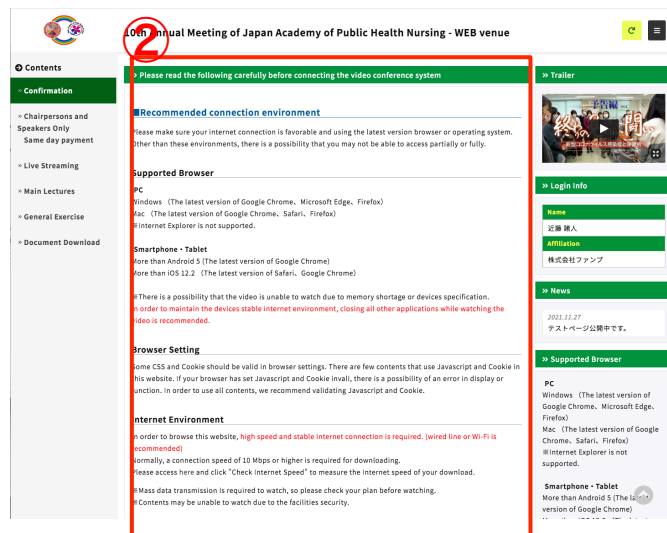 10th Annual Meeting of Japan Academy of Public Health Nursing - WEB venue
②
Contents
» Confirmation
» Chairpersons and
Speakers Only
Same day payment
» Live Streaming
» Main Lectures
» General Exercise
» Document Download
» Please read the following carefully before connecting the video conference system
■Recommended connection environment
Please make sure your internet connection is favorable and using the latest version browser or operating system.
Other than these environments, there is a possibility that you may not be able to access partially or fully.
Supported Browser
PC
Windows （The latest version of Google Chrome、Microsoft Edge、Firefox）
Mac （The latest version of Google Chrome、Safari、Firefox）
※Internet Explorer is not supported.
Smartphone・Tablet
More than Android 5 (The latest version of Google Chrome)
More than iOS 12.2 （The latest version of Safari、Google Chrome）
※There is a possibility that the video is unable to watch due to memory shortage or devices specification.
In order to maintain the devices stable internet environment, closing all other applications while watching the
video is recommended.
Browser Setting
Some CSS and Cookie should be valid in browser settings. There are few contents that use Javascript and Cookie in
this website. If your browser has set Javascript and Cookie invali, there is a possibility of an error in display or
function. In order to use all contents, we recommend validating Javascript and Cookie.
Internet Environment
In order to browse this website, high speed and stable internet connection is required. (wired line or Wi-Fi is
recommended)
Normally, a connection speed of 10 Mbps or higher is required for downloading.
Please access here and click "Check Internet Speed" to measure the Internet speed of your download.
※Mass data transmission is required to watch, so please check your plan before watching.
※Contents may be unable to watch due to the facilities security.
» Trailer
予告編
» Login Info
Name
近藤 諸人
Affiliation
株式会社ファンプ
» News
2021.11.27
テストページ公開中です。
» Supported Browser
PC
Windows （The latest version of
Google Chrome、Microsoft Edge、
Firefox）
Mac （The latest version of Google
Chrome、Safari、Firefox）
※Internet Explorer is not
supported.
Smartphone・Tablet
More than Android 5 (The latest
version of Google Chrome)